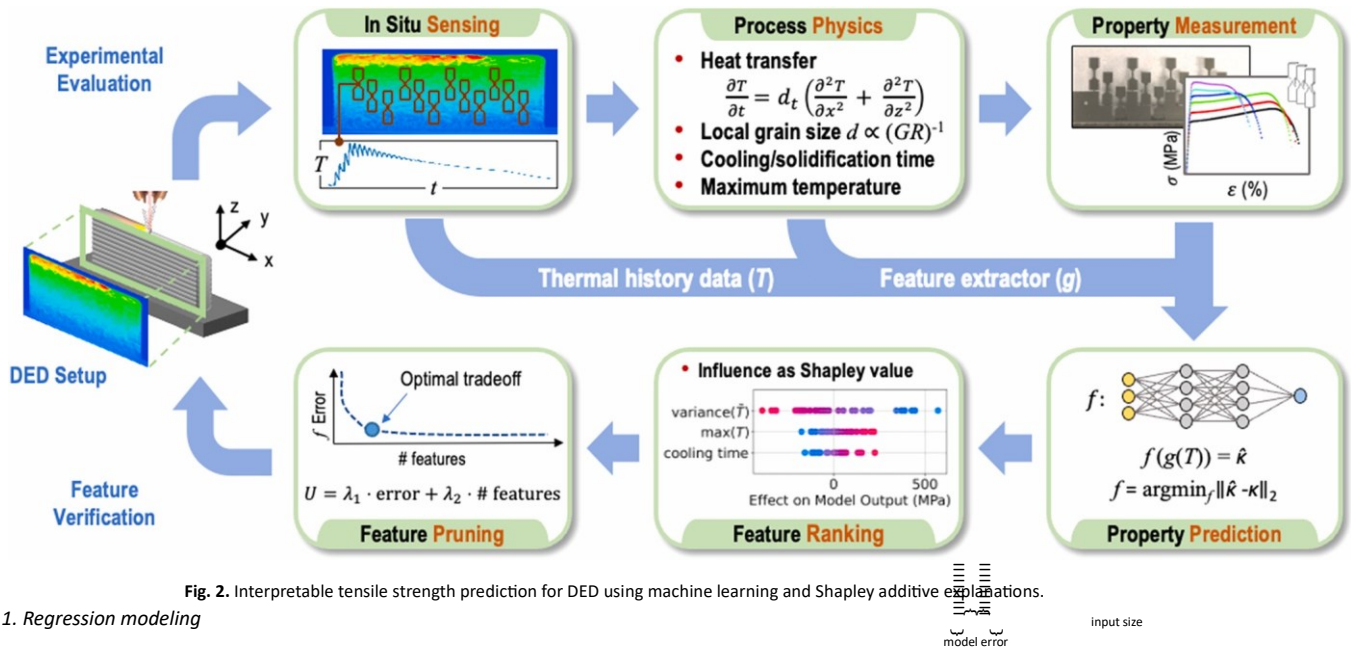 Experimental
Evaluation
In Situ Sensing
T
t
Process Physics
• Heat transfer
∂T/∂t = d_t (∂²T/∂x² + ∂²T/∂z²)
• Local grain size d ∝ (GR)⁻¹
• Cooling/solidification time
• Maximum temperature
Property Measurement
σ (MPa)
ε (%)
z
y
x
DED Setup
Thermal history data (T)
Feature extractor (g)
f:
f(g(T)) = κ̂
f = argmin_f ‖κ̂ -κ‖₂
Property Prediction
• Influence as Shapley value
variance(Ṫ)
max(T)
cooling time
0 500
Effect on Model Output (MPa)
Feature Ranking
f Error
Optimal tradeoff
# features
U = λ₁ · error + λ₂ · # features
Feature Pruning
Feature
Verification
Fig. 2. Interpretable tensile strength prediction for DED using machine learning and Shapley additive explanations.
1. Regression modeling
input size
model error